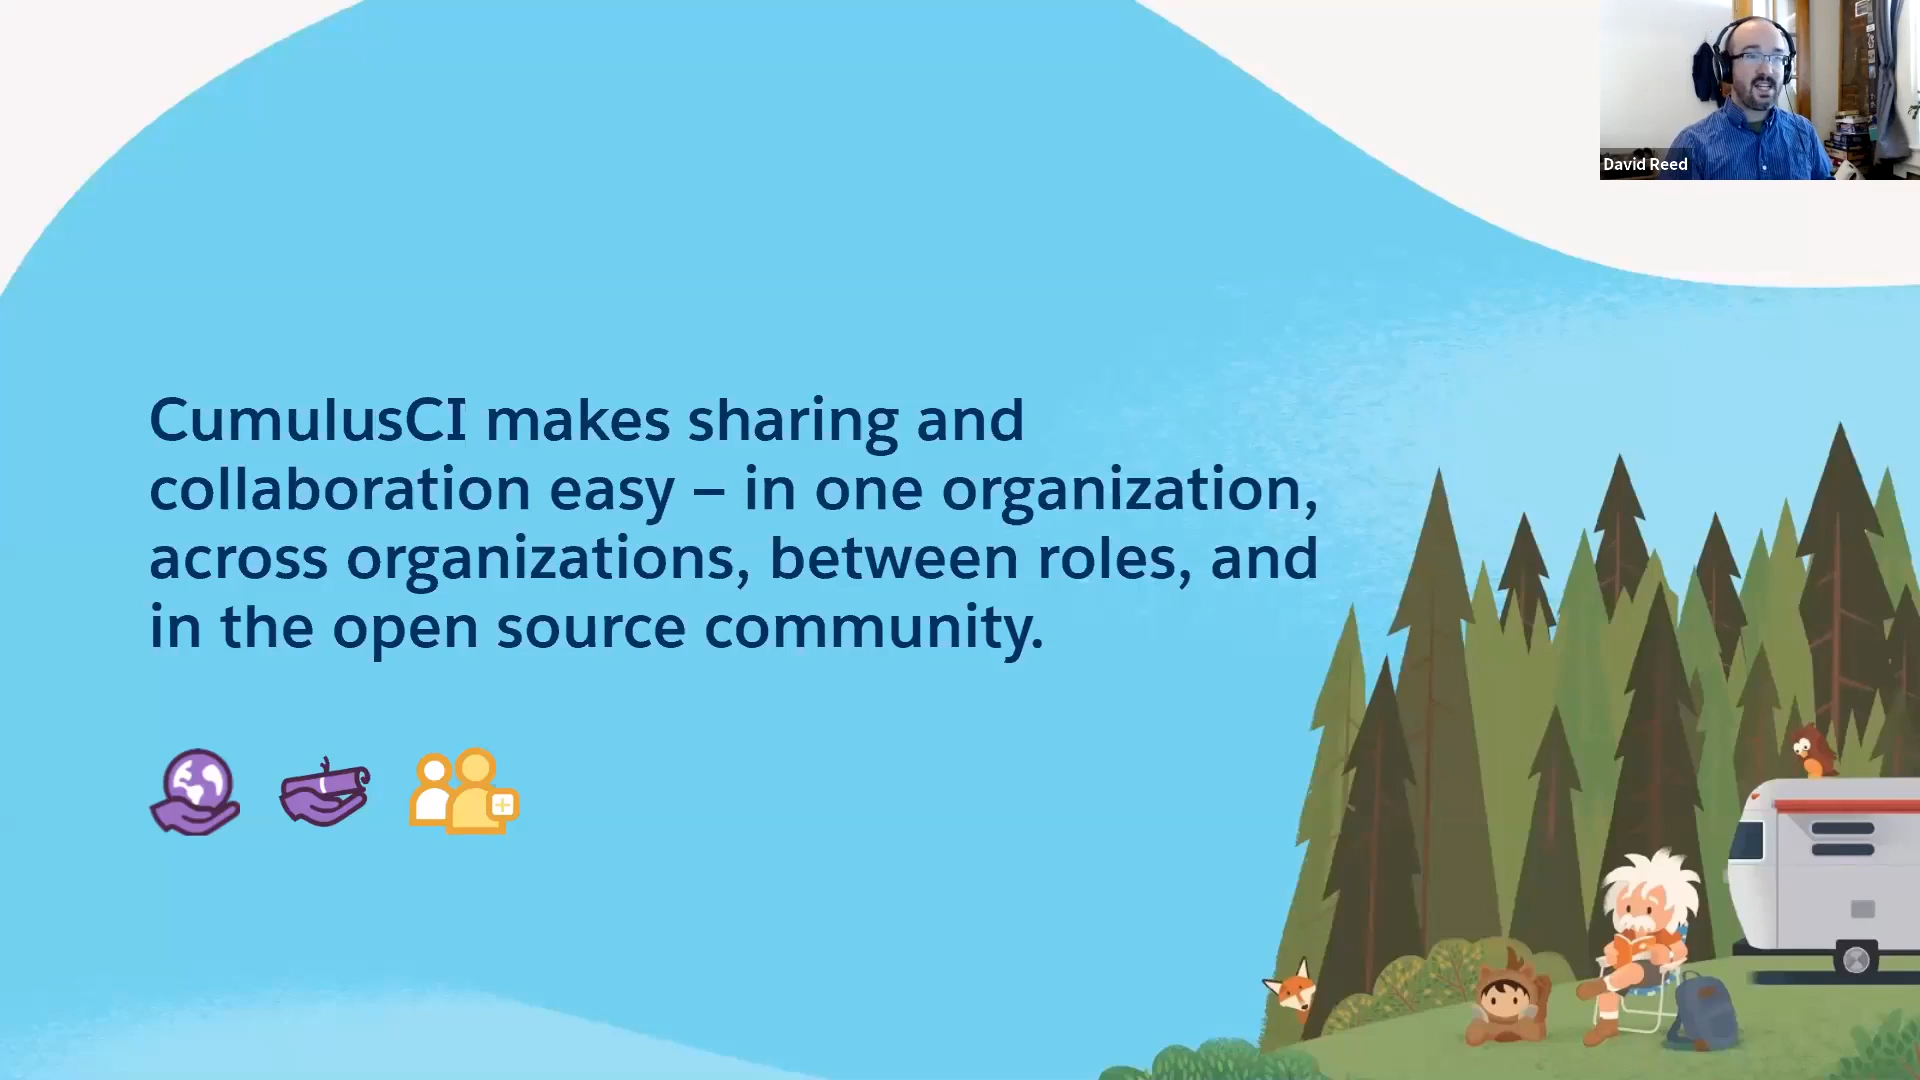 CumulusCI makes sharing and
collaboration easy – in one organization,
across organizations, between roles, and
in the open source community.
David Reed